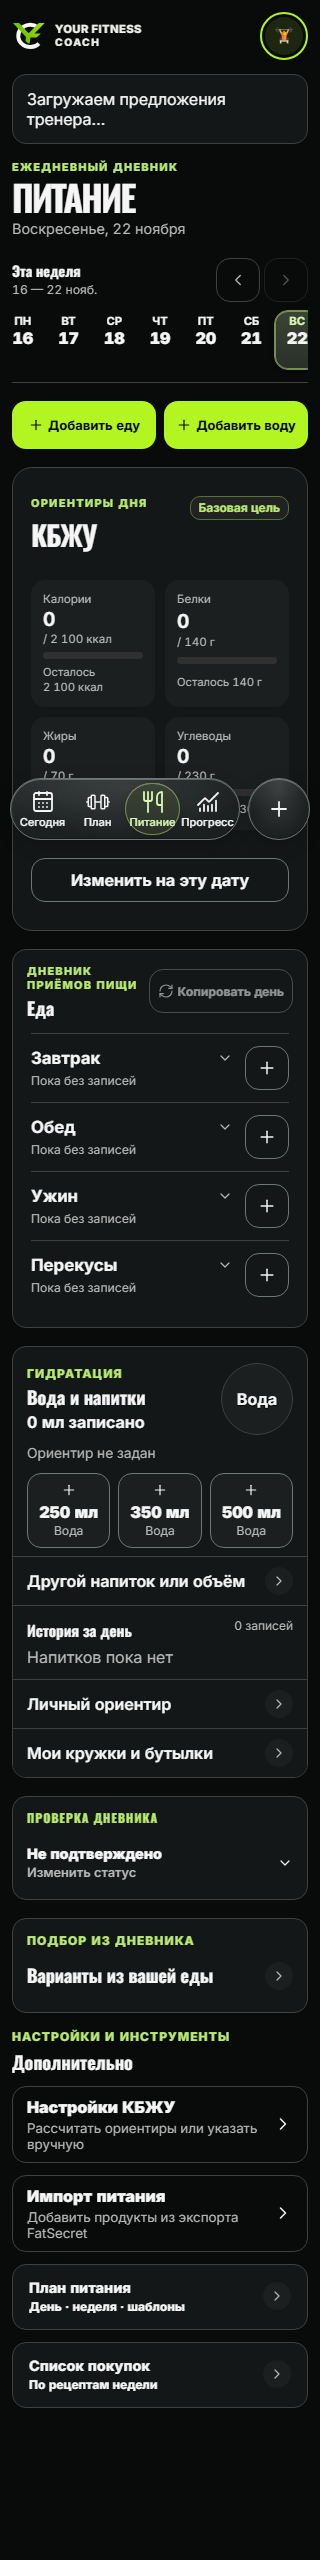 YOUR FITNESS
COACH
Загружаем предложения
тренера...
ЕЖЕДНЕВНЫЙ ДНЕВНИК
ПИТАНИЕ
Воскресенье, 22 ноября
Эта неделя
16 — 22 нояб.
ПН ВТ СР ЧТ ПТ СБ ВС
16 17 18 19 20 21 22
+ Добавить еду + Добавить воду
ОРИЕНТИРЫ ДНЯ
Базовая цель
КБЖУ
Калории Белки
0 0
/ 2 100 ккал / 140 г
Осталось
2 100 ккал
Осталось 140 г
Жиры Углеводы
0 0
/ 70 г / 230 г
Сегодня План Питание Прогресс
Изменить на эту дату
ДНЕВНИК
ПРИЁМОВ ПИЩИ
Еда
Копировать день
Завтрак
Пока без записей
Обед
Пока без записей
Ужин
Пока без записей
Перекусы
Пока без записей
ГИДРАТАЦИЯ
Вода и напитки
0 мл записано
Вода
Ориентир не задан
250 мл 350 мл 500 мл
Вода Вода Вода
Другой напиток или объём
История за день
0 записей
Напитков пока нет
Личный ориентир
Мои кружки и бутылки
ПРОВЕРКА ДНЕВНИКА
Не подтверждено
Изменить статус
ПОДБОР ИЗ ДНЕВНИКА
Варианты из вашей еды
НАСТРОЙКИ И ИНСТРУМЕНТЫ
Дополнительно
Настройки КБЖУ
Рассчитать ориентиры или указать
вручную
Импорт питания
Добавить продукты из экспорта
FatSecret
План питания
День · неделя · шаблоны
Список покупок
По рецептам недели